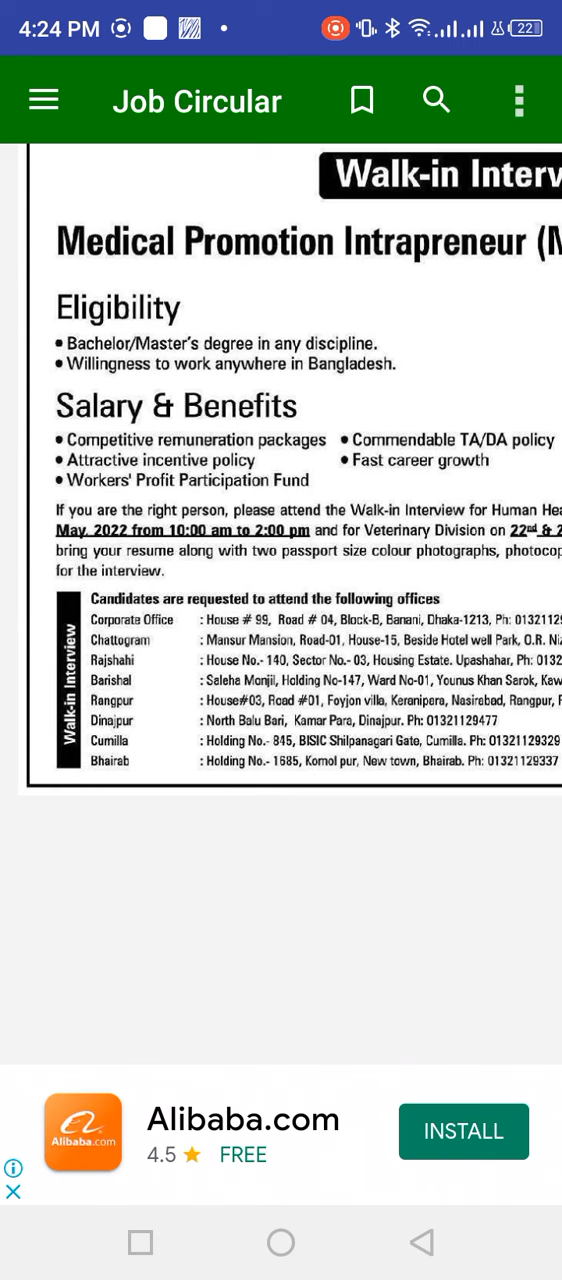 4:24 PM
22
Job Circular
Walk-in Interv
Medical Promotion Intrapreneur (M
Eligibility
• Bachelor/Master's degree in any discipline.
• Willingness to work anywhere in Bangladesh.
Salary & Benefits
• Competitive remuneration packages • Commendable TA/DA policy
• Attractive incentive policy • Fast career growth
• Workers' Profit Participation Fund
If you are the right person, please attend the Walk-in Interview for Human Hea
May, 2022 from 10:00 am to 2:00 pm and for Veterinary Division on 22nd & 2
bring your resume along with two passport size colour photographs, photocop
for the interview.
Walk-in Interview
Candidates are requested to attend the following offices
Corporate Office : House # 99, Road # 04, Block-B, Banani, Dhaka-1213, Ph: 0132112
Chattogram : Mansur Mansion, Road-01, House-15, Beside Hotel well Park, O.R. Niz
Rajshahi : House No.- 140, Sector No.- 03, Housing Estate. Upashahar, Ph: 0132
Barishal : Saleha Monjil, Holding No-147, Ward No-01, Younus Khan Sarok, Kaw
Rangpur : House#03, Road #01, Foyjon villa, Keranipara, Nasirabad, Rangpur, P
Dinajpur : North Balu Bari, Kamar Para, Dinajpur. Ph: 01321129477
Cumilla : Holding No.- 845, BISIC Shilpanagari Gate, Cumilla. Ph: 01321129329
Bhairab : Holding No.- 1685, Komol pur, New town, Bhairab. Ph: 01321129337
Alibaba.com
Alibaba.com
4.5 ★ FREE
INSTALL